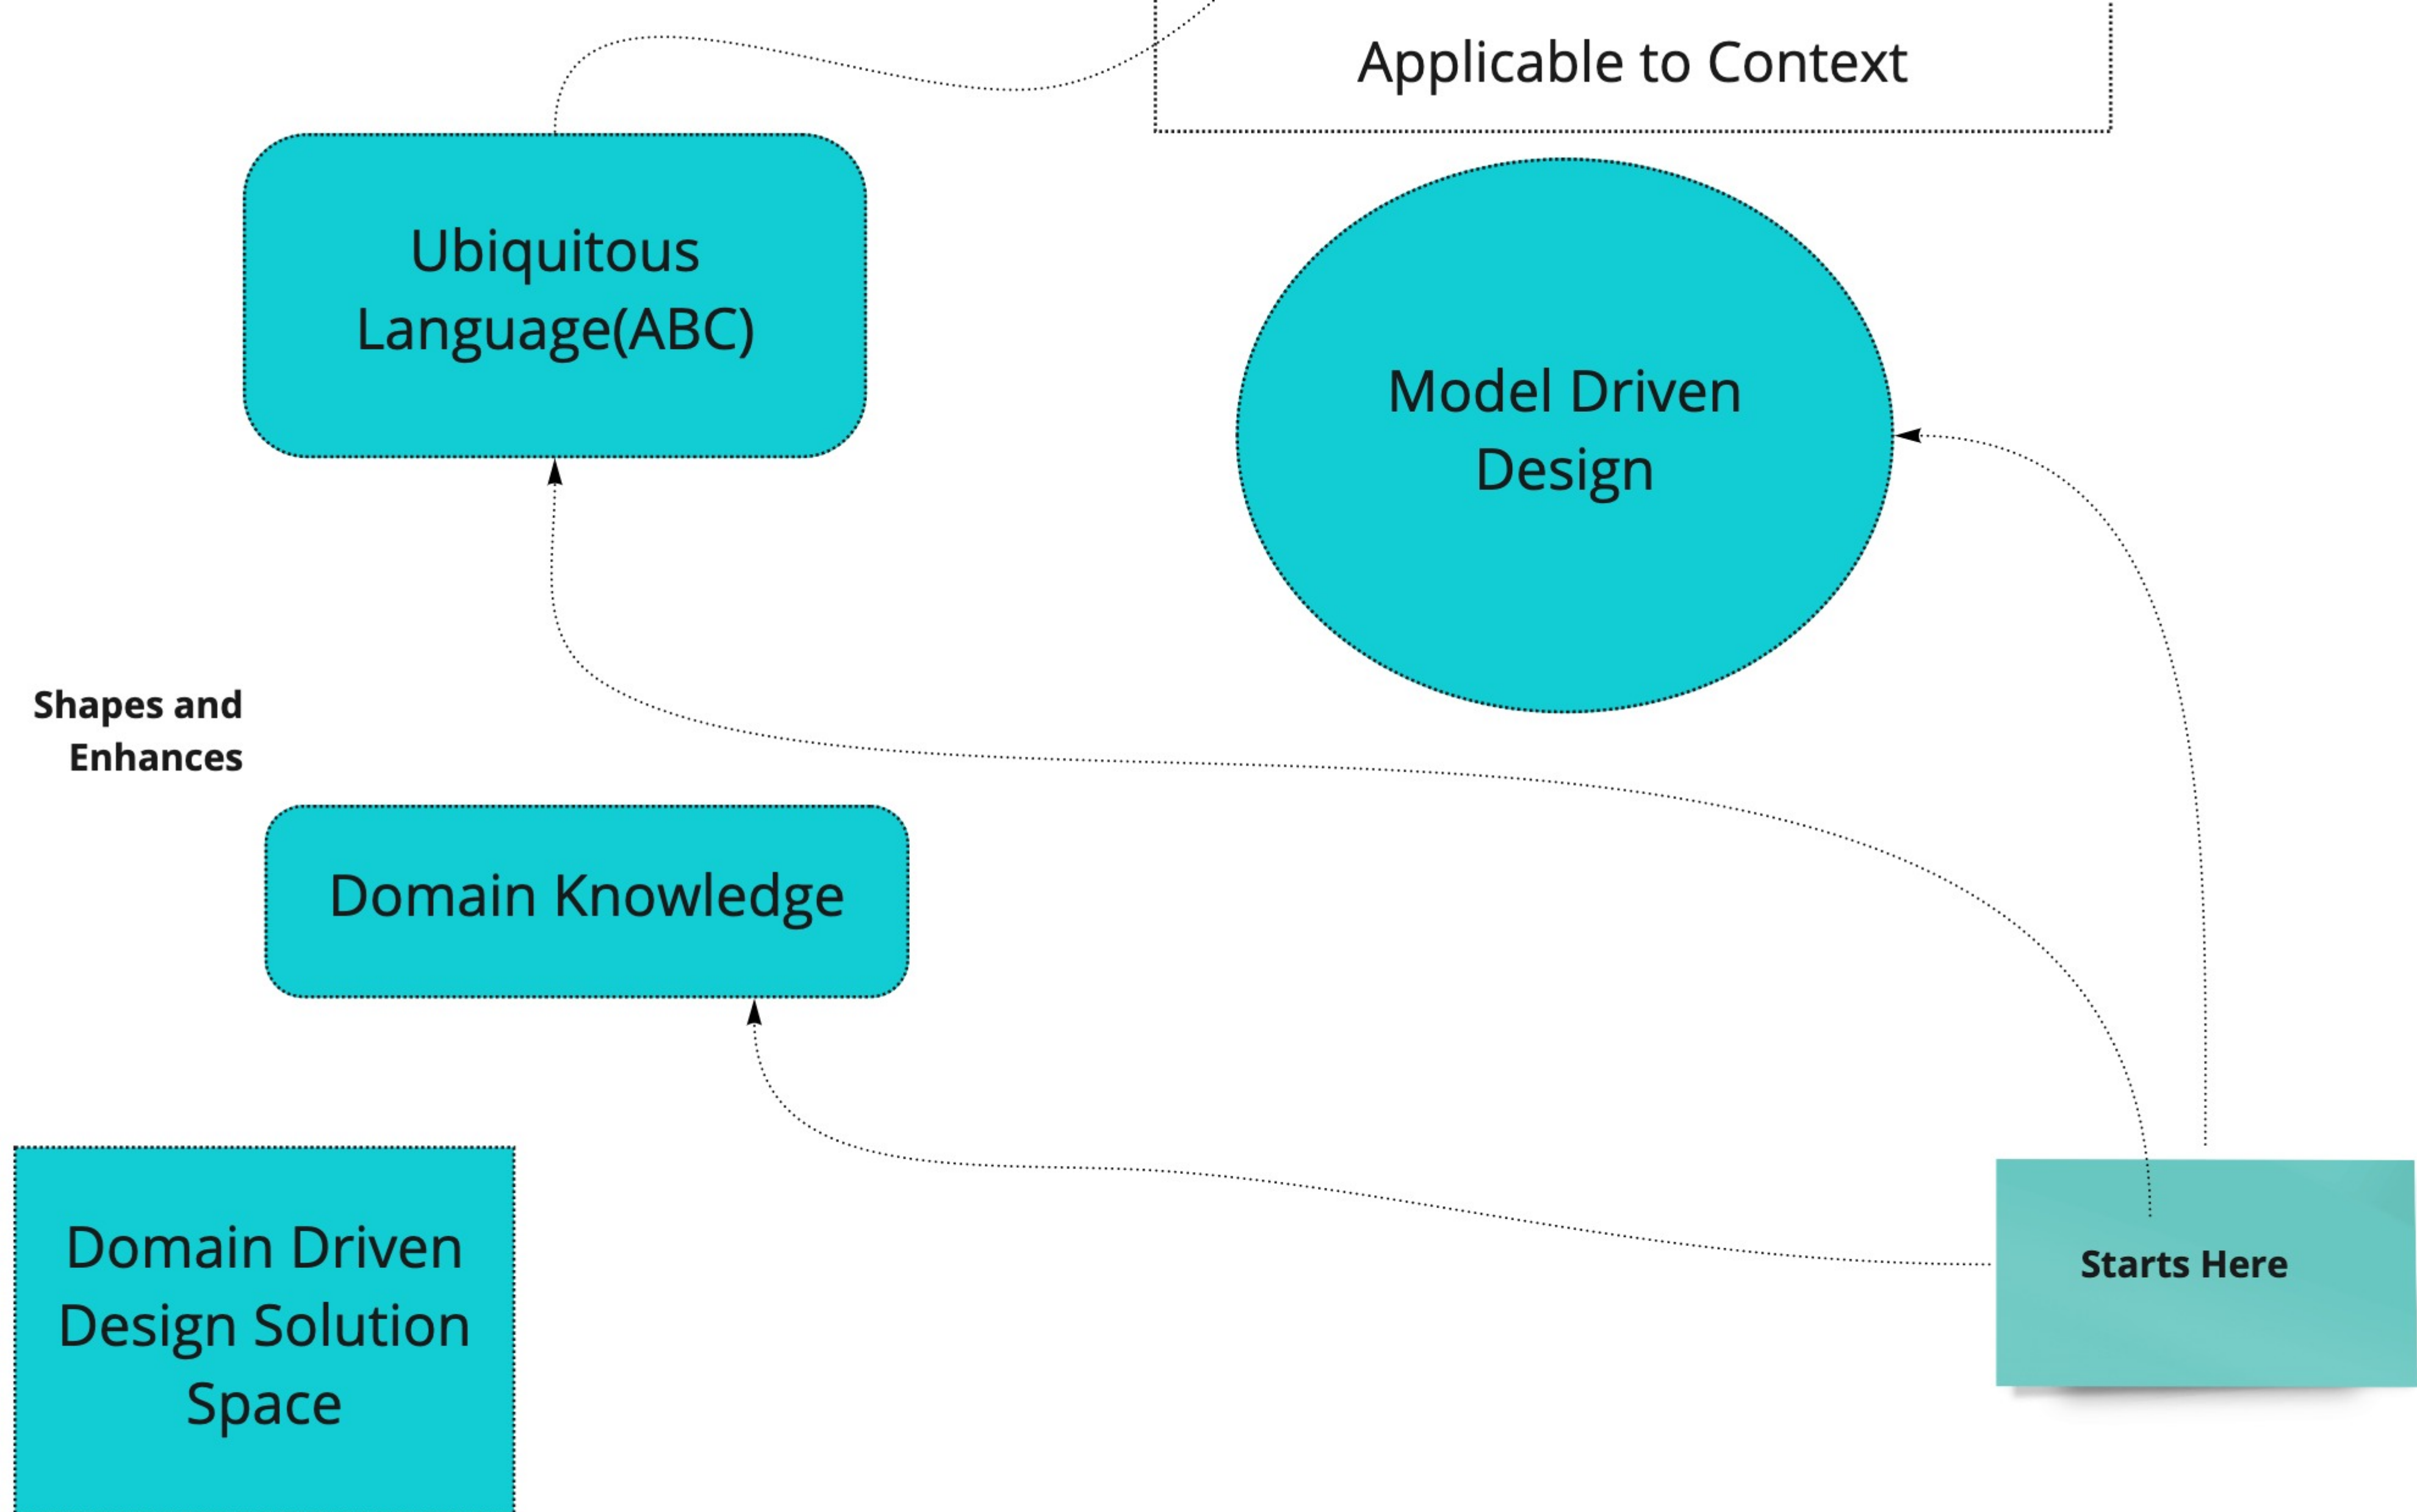 Applicable to Context
Ubiquitous
Language(ABC)
Model Driven
Design
Shapes and
Enhances
Domain Knowledge
Domain Driven
Design Solution
Space
Starts Here